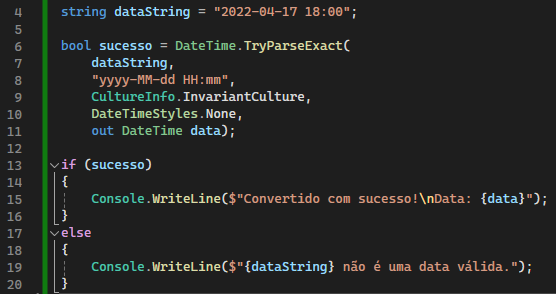 4 string dataString = "2022-04-17 18:00";
5
6 bool sucesso = DateTime.TryParseExact(
7     dataString,
8     "yyyy-MM-dd HH:mm",
9     CultureInfo.InvariantCulture,
10     DateTimeStyles.None,
11     out DateTime data);
12
13 if (sucesso)
14 {
15     Console.WriteLine($"Convertido com sucesso!\nData: {data}");
16 }
17 else
18 {
19     Console.WriteLine($"{dataString} não é uma data válida.");
20 }